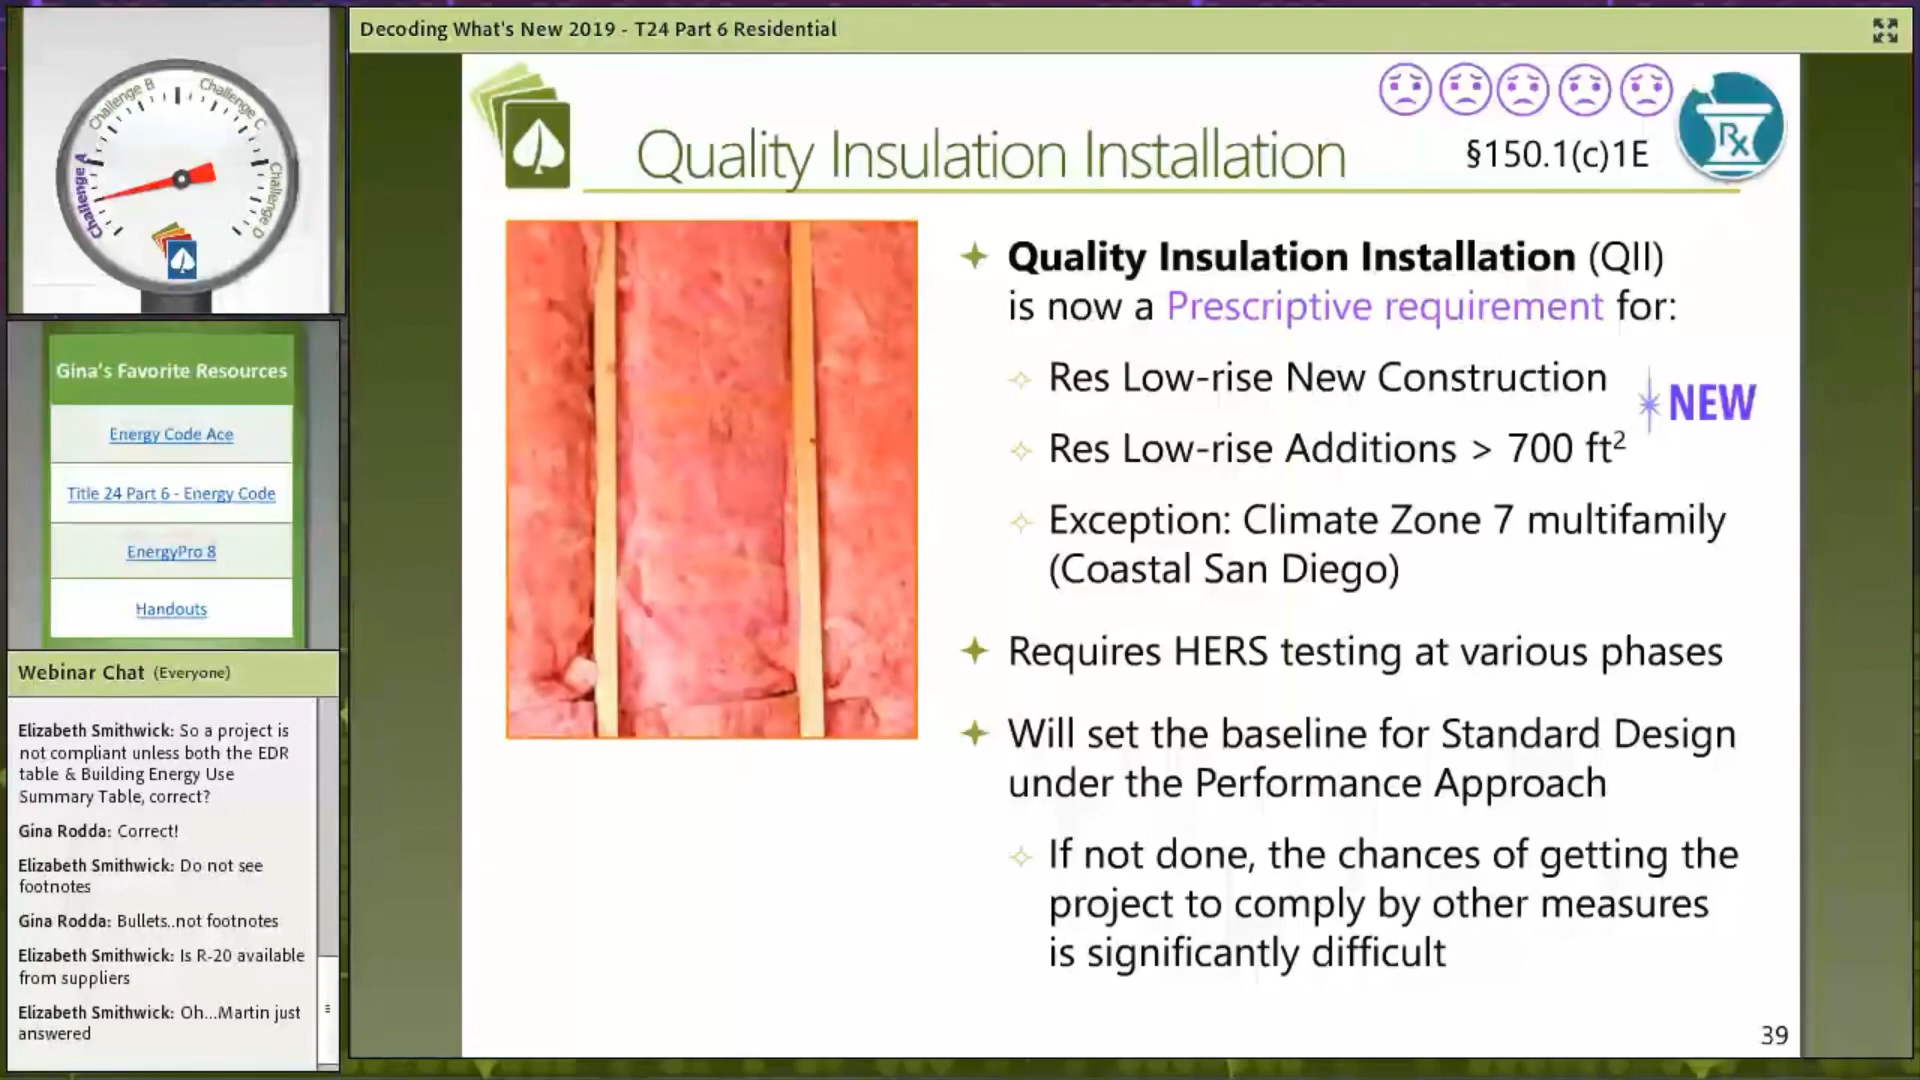 Decoding What's New 2019 - T24 Part 6 Residential
Challenge A
Challenge B
Challenge C
Challenge D
Gina's Favorite Resources
Energy Code Ace
Title 24 Part 6 - Energy Code
EnergyPro 8
Handouts
Webinar Chat (Everyone)
Elizabeth Smithwick: So a project is
not compliant unless both the EDR
table & Building Energy Use
Summary Table, correct?
Gina Rodda: Correct!
Elizabeth Smithwick: Do not see
footnotes
Gina Rodda: Bullets..not footnotes
Elizabeth Smithwick: Is R-20 available
from suppliers
Elizabeth Smithwick: Oh...Martin just
answered
Quality Insulation Installation
§150.1(c)1E
Rx
Quality Insulation Installation (QII)
is now a Prescriptive requirement for:
Res Low-rise New Construction
NEW
Res Low-rise Additions > 700 ft²
Exception: Climate Zone 7 multifamily
(Coastal San Diego)
Requires HERS testing at various phases
Will set the baseline for Standard Design
under the Performance Approach
If not done, the chances of getting the
project to comply by other measures
is significantly difficult
39